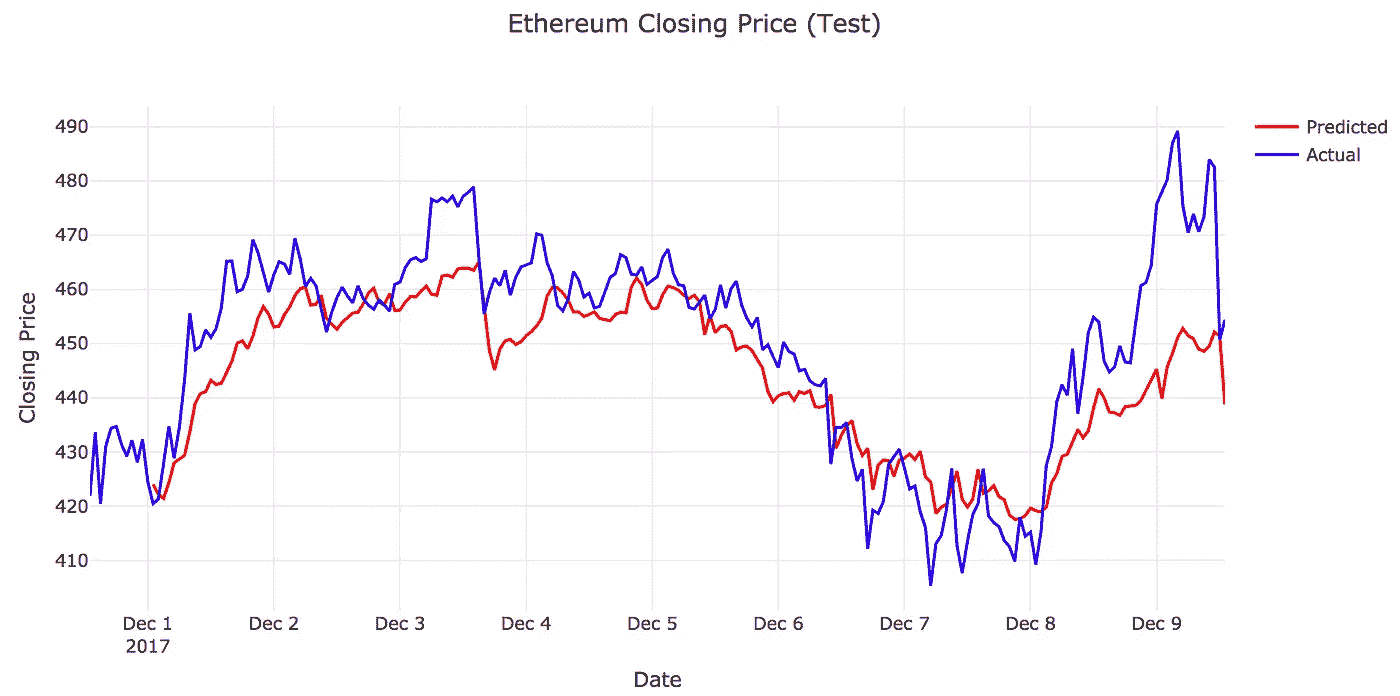 Ethereum Closing Price (Test)
490
480
470
460
450
440
430
420
410
Closing Price
Predicted
Actual
Dec 1 Dec 2 Dec 3 Dec 4 Dec 5 Dec 6 Dec 7 Dec 8 Dec 9
2017
Date